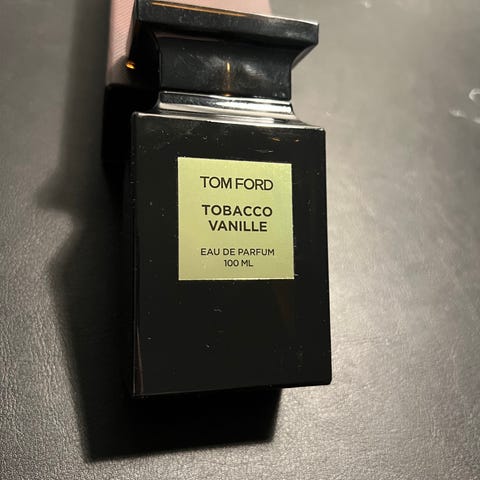 TOM FORD
TOBACCO
VANILLE
EAU DE PARFUM
100 ML